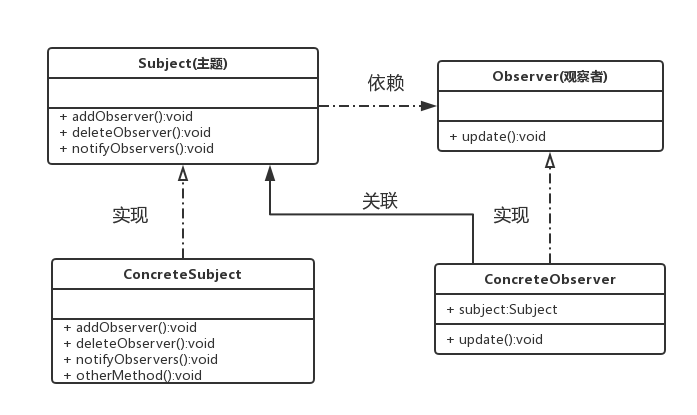 Subject(主题)
+ addObserver():void
+ deleteObserver():void
+ notifyObservers():void
依赖
Observer(观察者)
+ update():void
实现
关联
实现
ConcreteSubject
+ addObserver():void
+ deleteObserver():void
+ notifyObservers():void
+ otherMethod():void
ConcreteObserver
+ subject:Subject
+ update():void